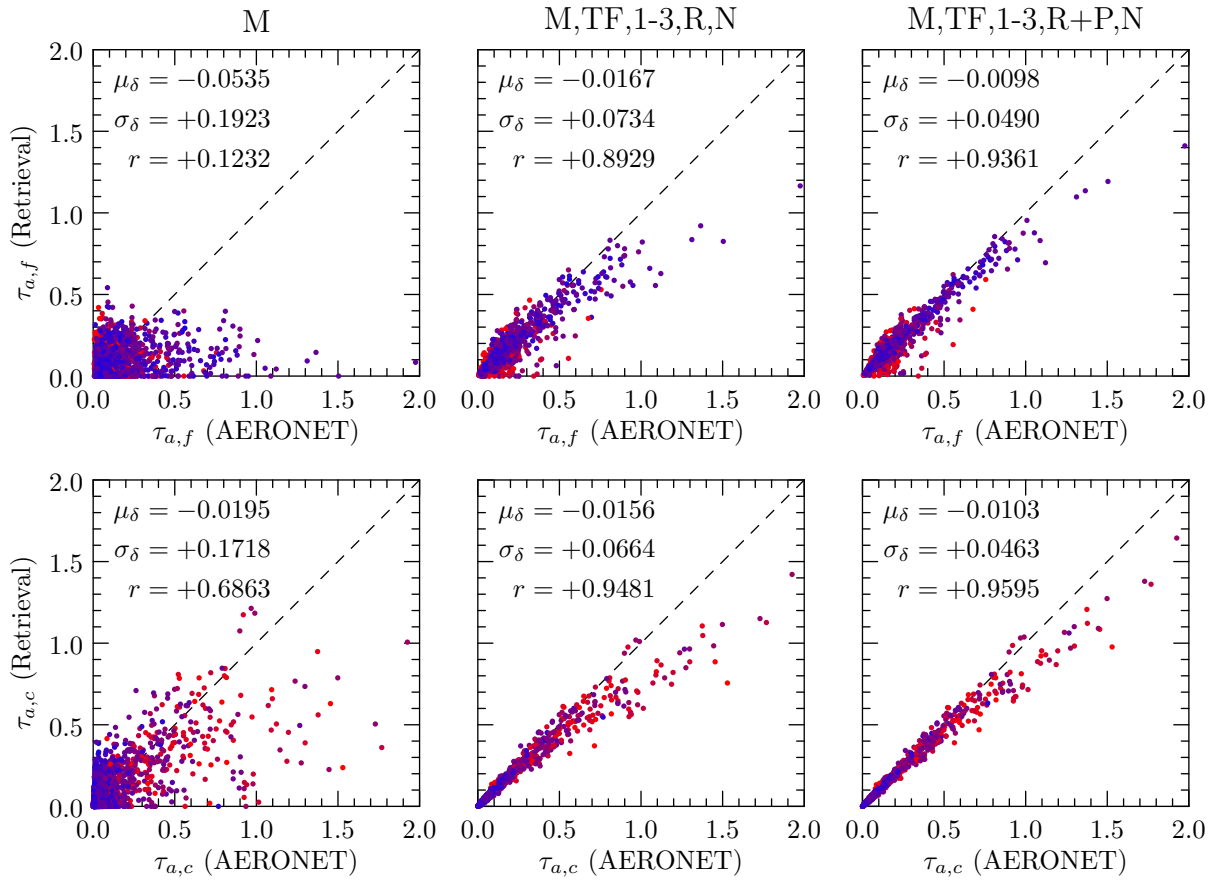 M
M,TF,1-3,R,N
M,TF,1-3,R+P,N
2.0
1.5
1.0
0.5
0.0
τa,f (Retrieval)
μδ = −0.0535
σδ = +0.1923
r = +0.1232
0.0 0.5 1.0 1.5 2.0
τa,f (AERONET)
μδ = −0.0167
σδ = +0.0734
r = +0.8929
0.0 0.5 1.0 1.5 2.0
τa,f (AERONET)
μδ = −0.0098
σδ = +0.0490
r = +0.9361
0.0 0.5 1.0 1.5 2.0
τa,f (AERONET)
2.0
1.5
1.0
0.5
0.0
τa,c (Retrieval)
μδ = −0.0195
σδ = +0.1718
r = +0.6863
0.0 0.5 1.0 1.5 2.0
τa,c (AERONET)
μδ = −0.0156
σδ = +0.0664
r = +0.9481
0.0 0.5 1.0 1.5 2.0
τa,c (AERONET)
μδ = −0.0103
σδ = +0.0463
r = +0.9595
0.0 0.5 1.0 1.5 2.0
τa,c (AERONET)